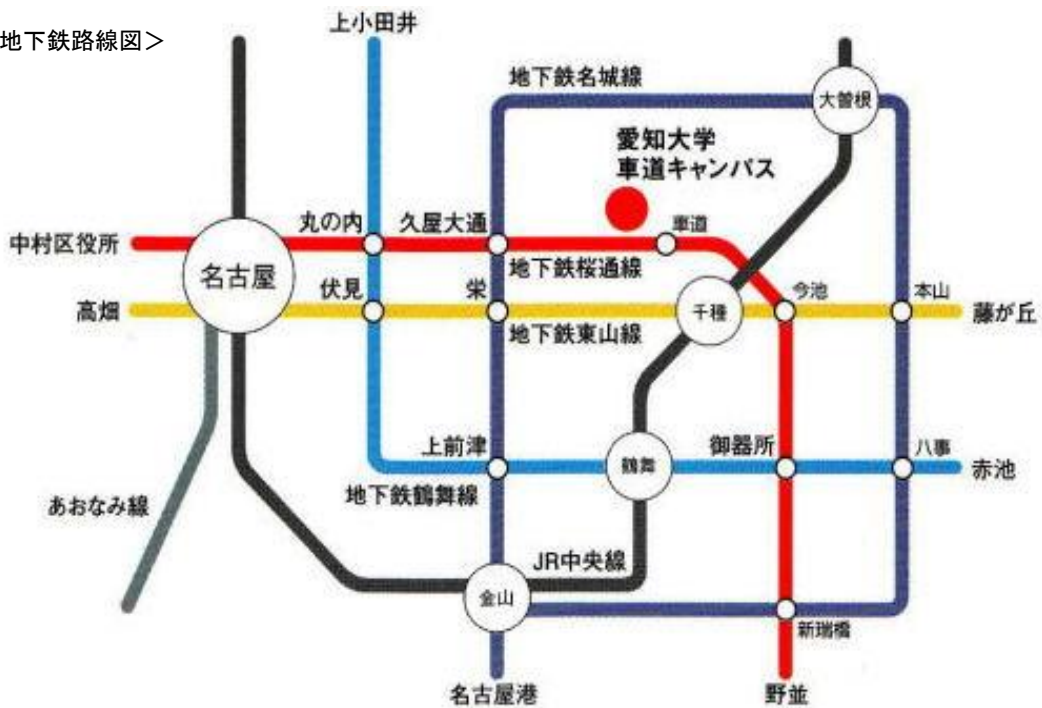 地下鉄路線図＞
上小田井
地下鉄名城線
大曽根
愛知大学
車道キャンパス
丸の内
久屋大通
車道
中村区役所
地下鉄桜通線
名古屋
伏見
栄
千種
今池
本山
高畑
藤が丘
地下鉄東山線
上前津
鶴舞
御器所
八事
赤池
地下鉄鶴舞線
あおなみ線
JR中央線
金山
新瑞橋
名古屋港
野並